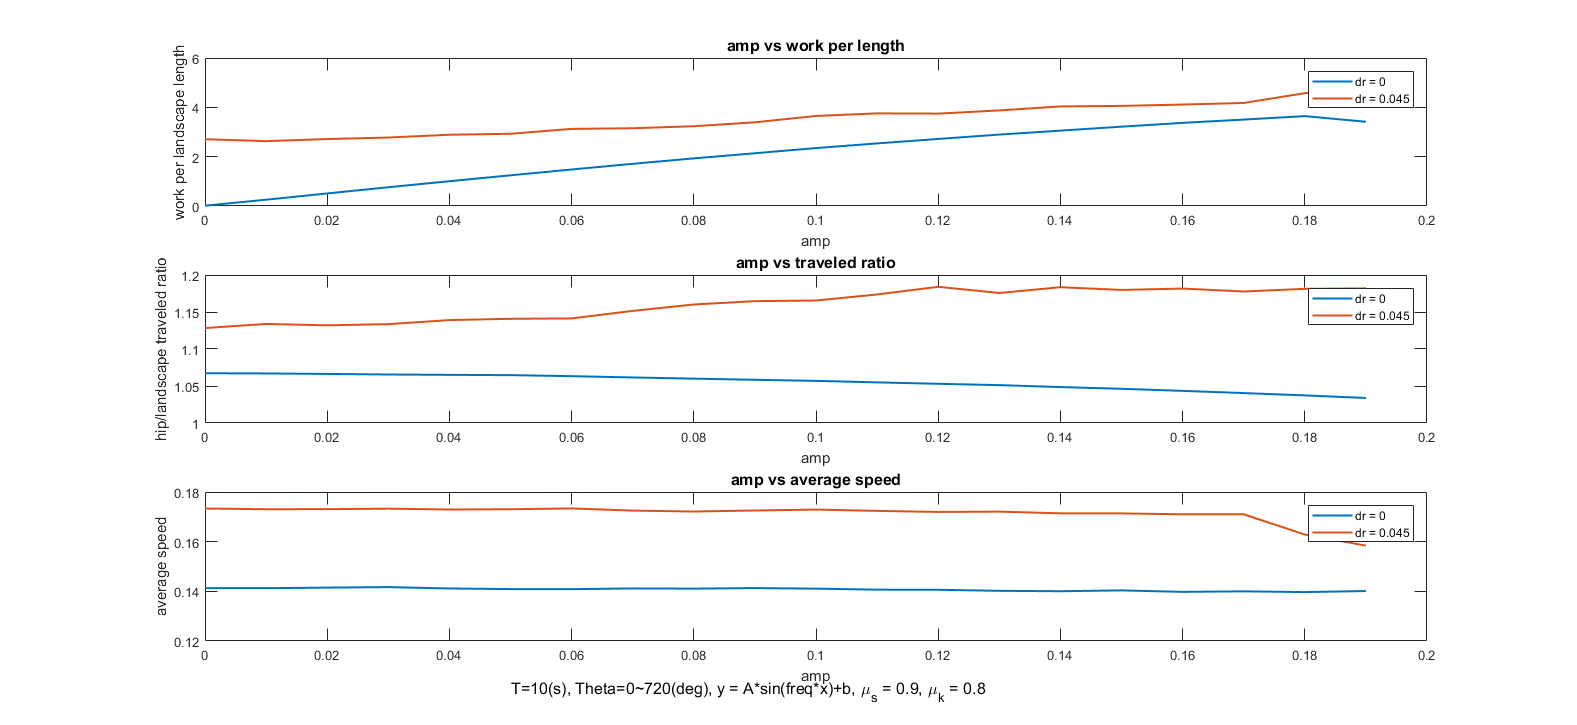 amp vs work per length
work per landscape length
6
4
2
0
dr = 0
dr = 0.045
0 0.02 0.04 0.06 0.08 0.1 0.12 0.14 0.16 0.18 0.2
amp
amp vs traveled ratio
hip/landscape traveled ratio
1.2
1.15
1.1
1.05
1
dr = 0
dr = 0.045
0 0.02 0.04 0.06 0.08 0.1 0.12 0.14 0.16 0.18 0.2
amp
amp vs average speed
average speed
0.18
0.16
0.14
0.12
dr = 0
dr = 0.045
0 0.02 0.04 0.06 0.08 0.1 0.12 0.14 0.16 0.18 0.2
amp
T=10(s), Theta=0~720(deg), y = A*sin(freq*x)+b, μs = 0.9, μk = 0.8